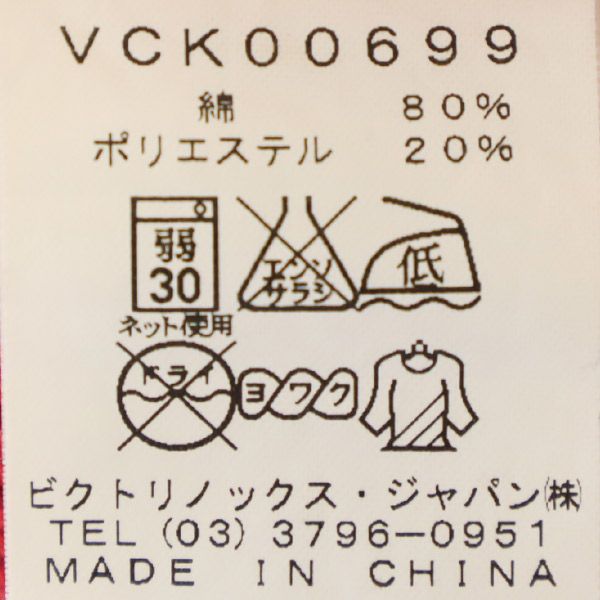 VCK00699
綿 80%
ポリエステル 20%
弱 30
エンソサラシ
低
ネット使用
ドライ
ヨワク
ビクトリノックス・ジャパン㈱
TEL (03) 3796-0951
MADE IN CHINA